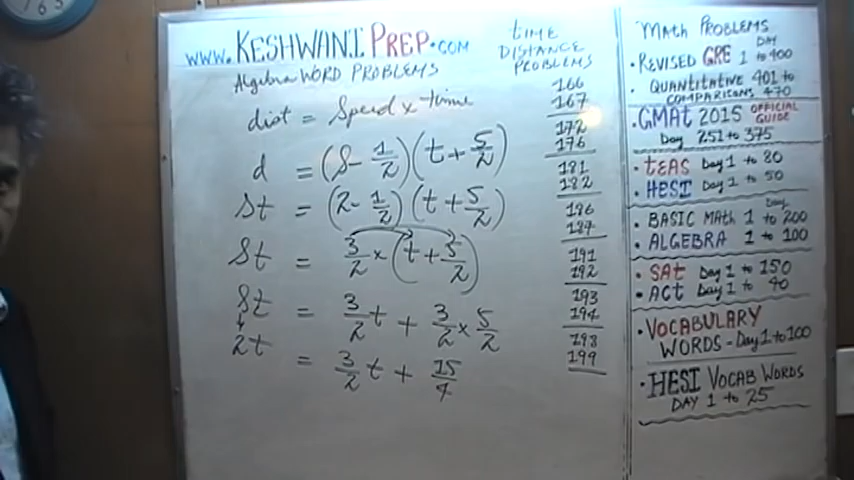 www.KESHWANIPREP.COM
Algebra WORD PROBLEMS
dist = Speed × time
d = (S - 1/2)(t + 5/2)
St = (2 - 1/2)(t + 5/2)
St = 3/2 × (t + 5/2)
St = 3/2 t + 3/2 × 5/2
2t = 3/2 t + 15/4
TIME
DISTANCE
PROBLEMS
166
167
172
176
181
182
186
187
191
192
193
194
198
199
Math PROBLEMS
• REVISED GRE DAY 1 to 400
• QUANTITATIVE 401 to
COMPARISONS 470
• GMAT 2015 OFFICIAL GUIDE
Day 251 to 375
• TEAS Day 1 to 80
• HESI Day 1 to 50
• BASIC MATH Day 1 to 200
• ALGEBRA 1 to 100
• SAT Day 1 to 150
• ACT Day 1 to 40
• VOCABULARY
WORDS - Day 1 to 100
• HESI VOCAB WORDS
DAY 1 to 25